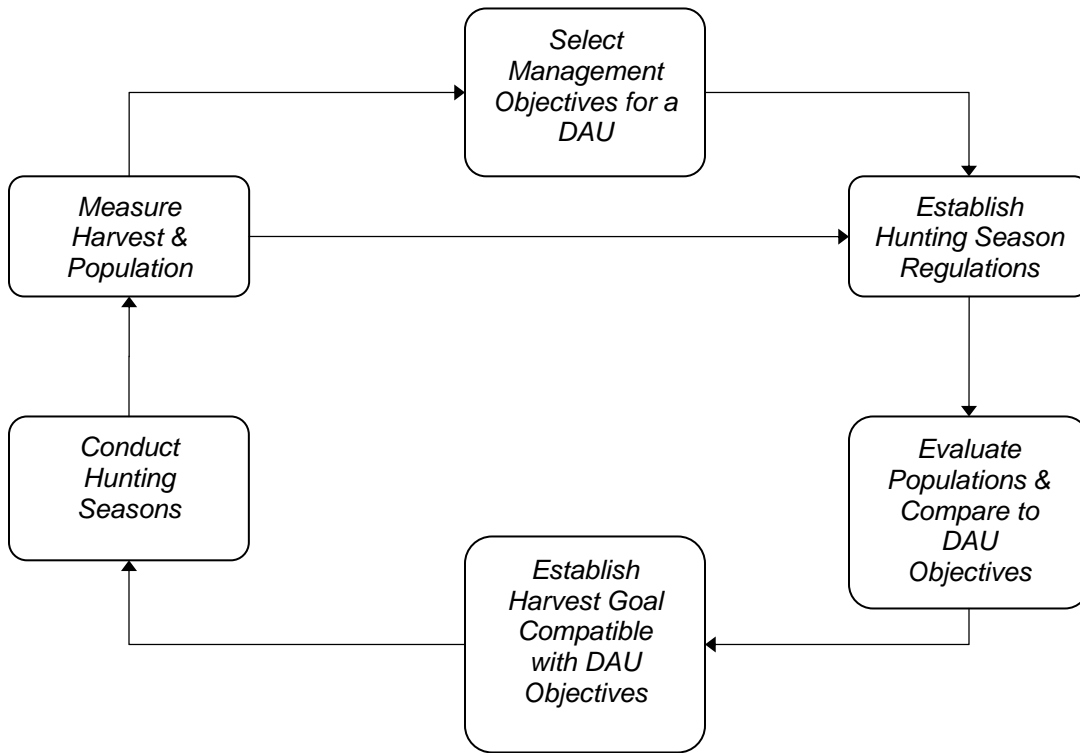 Select
Management
Objectives for a
DAU
Measure
Harvest &
Population
Establish
Hunting Season
Regulations
Conduct
Hunting
Seasons
Evaluate
Populations &
Compare to
DAU
Objectives
Establish
Harvest Goal
Compatible
with DAU
Objectives